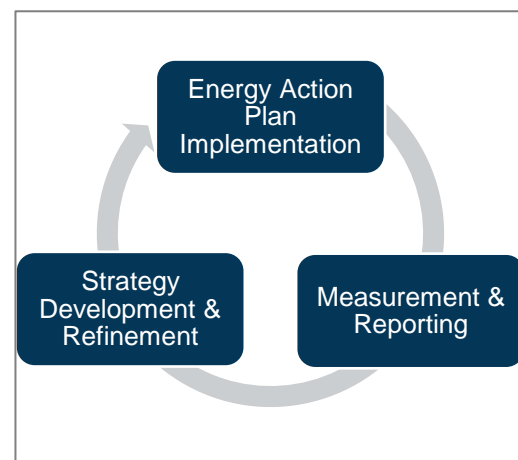 Energy Action
Plan
Implementation
Strategy
Development &
Refinement
Measurement &
Reporting